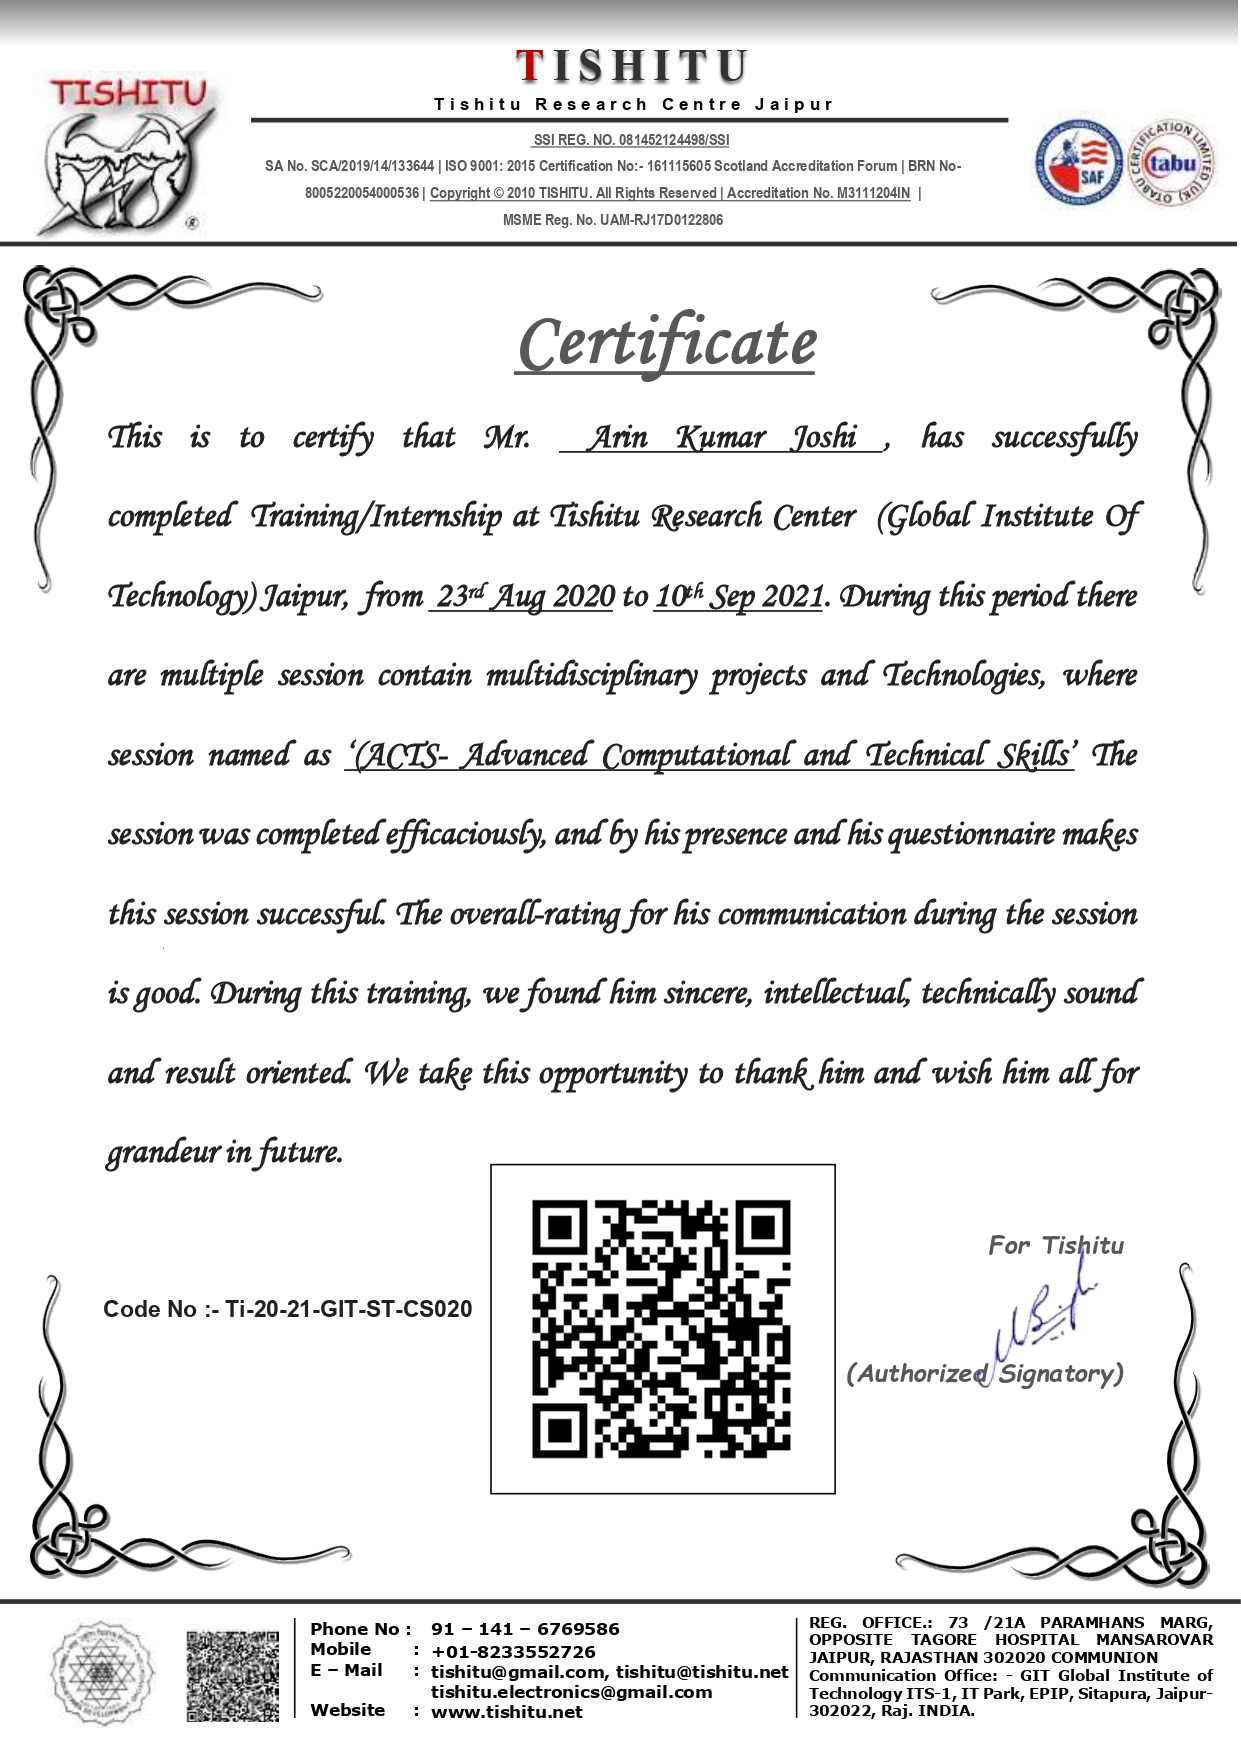 TISHITU
Tishitu Research Centre Jaipur
TISHITU
®
SSI REG. NO. 081452124498/SSI
SA No. SCA/2019/14/133644 | ISO 9001: 2015 Certification No:- 161115605 Scotland Accreditation Forum | BRN No-
8005220054000536 | Copyright © 2010 TISHITU. All Rights Reserved | Accreditation No. M3111204IN |
MSME Reg. No. UAM-RJ17D0122806
SAF
OTABU CERTIFICATION LIMITED (UK)
tabu
Certificate
This is to certify that Mr. Arin Kumar Joshi , has successfully
completed Training/Internship at Tishitu Research Center (Global Institute Of
Technology) Jaipur, from 23rd Aug 2020 to 10th Sep 2021. During this period there
are multiple session contain multidisciplinary projects and Technologies, where
session named as ‘(ACTS- Advanced Computational and Technical Skills’ The
session was completed efficaciously, and by his presence and his questionnaire makes
this session successful. The overall-rating for his communication during the session
is good. During this training, we found him sincere, intellectual, technically sound
and result oriented. We take this opportunity to thank him and wish him all for
grandeur in future.
For Tishitu
Code No :- Ti-20-21-GIT-ST-CS020
(Authorized Signatory)
Phone No : 91 – 141 – 6769586
Mobile : +01-8233552726
E – Mail : tishitu@gmail.com, tishitu@tishitu.net
tishitu.electronics@gmail.com
Website : www.tishitu.net
REG. OFFICE.: 73 /21A PARAMHANS MARG,
OPPOSITE TAGORE HOSPITAL MANSAROVAR
JAIPUR, RAJASTHAN 302020 COMMUNION
Communication Office: - GIT Global Institute of
Technology ITS-1, IT Park, EPIP, Sitapura, Jaipur-
302022, Raj. INDIA.